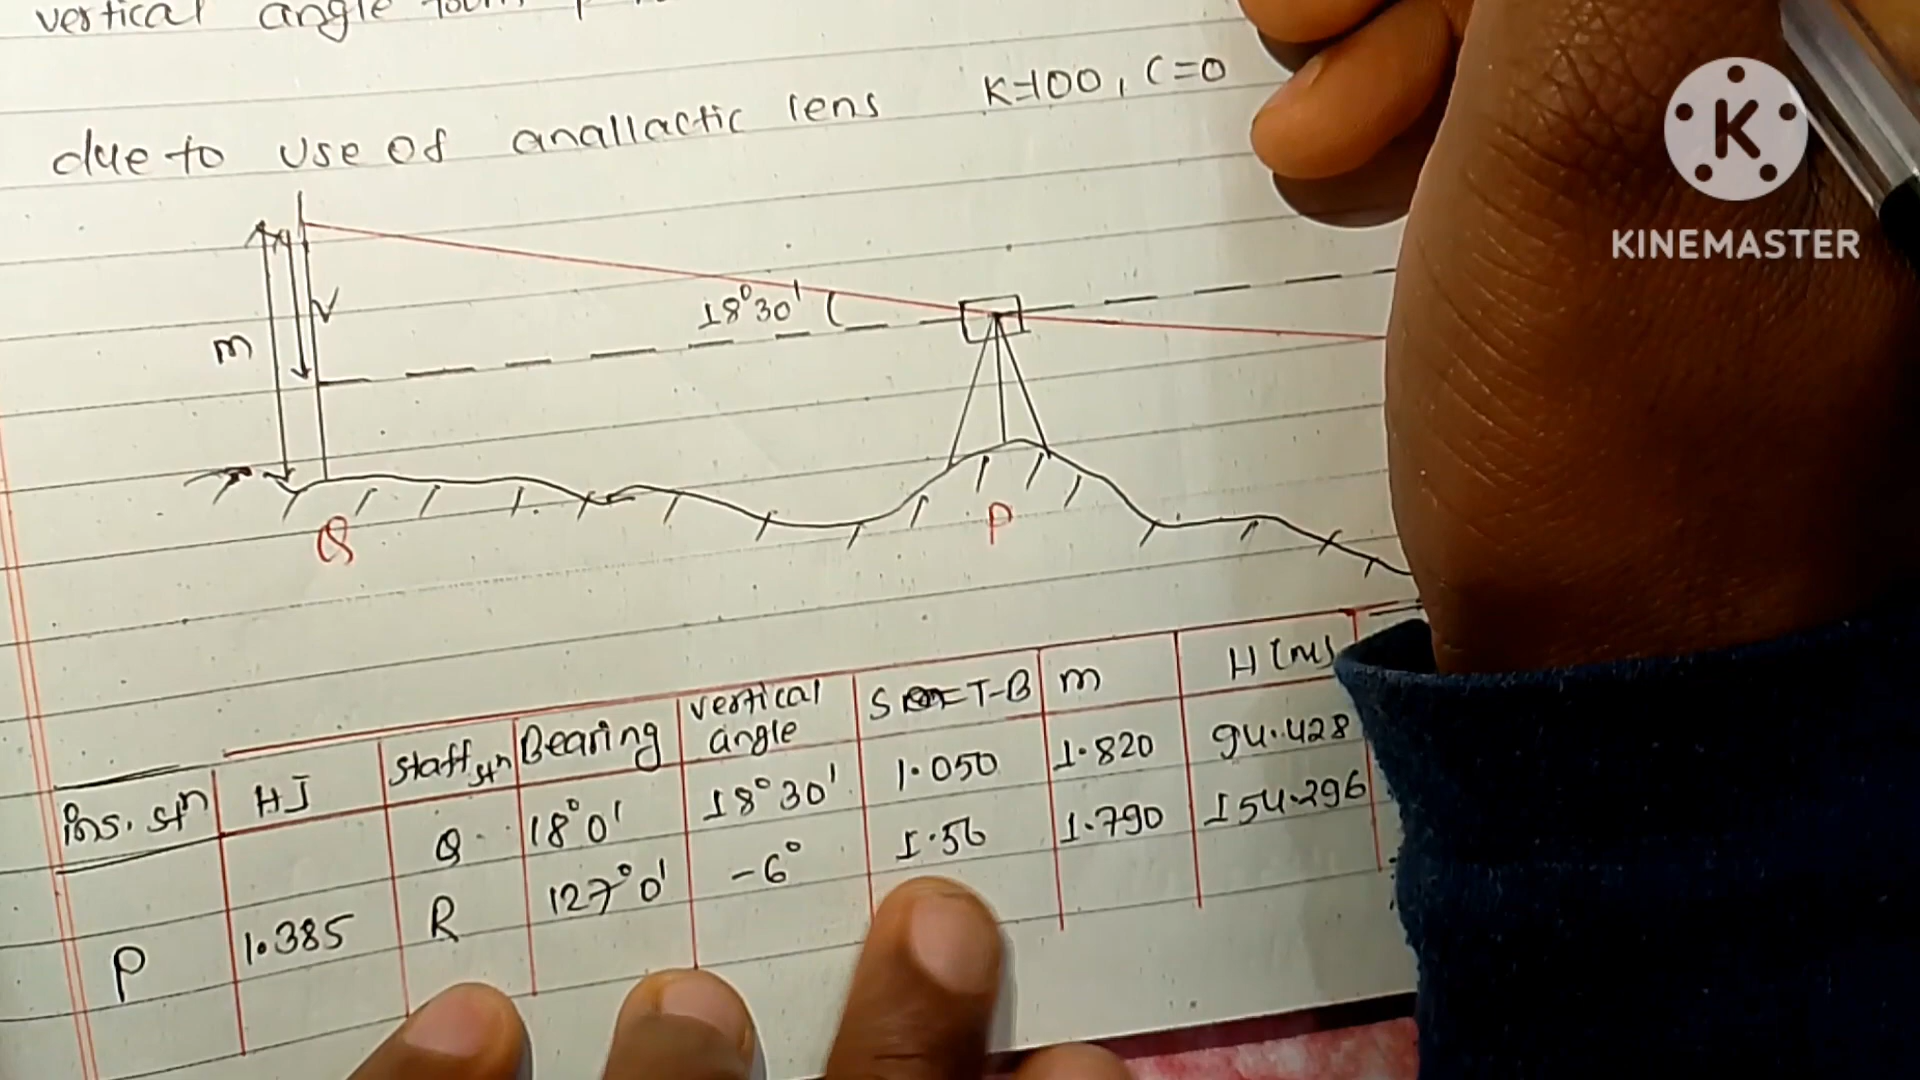 vertical angle
due to use of anallactic lens K=100, C=0
K
KINEMASTER
18°30'
V
m
Q
P
Ins. stn HI staff stn Bearing vertical angle S = T-B m H (m)
Q 18°0' 18°30' 1.050 1.820 94.428
P 1.385 R 127°0' -6° 1.56 1.790 154.296